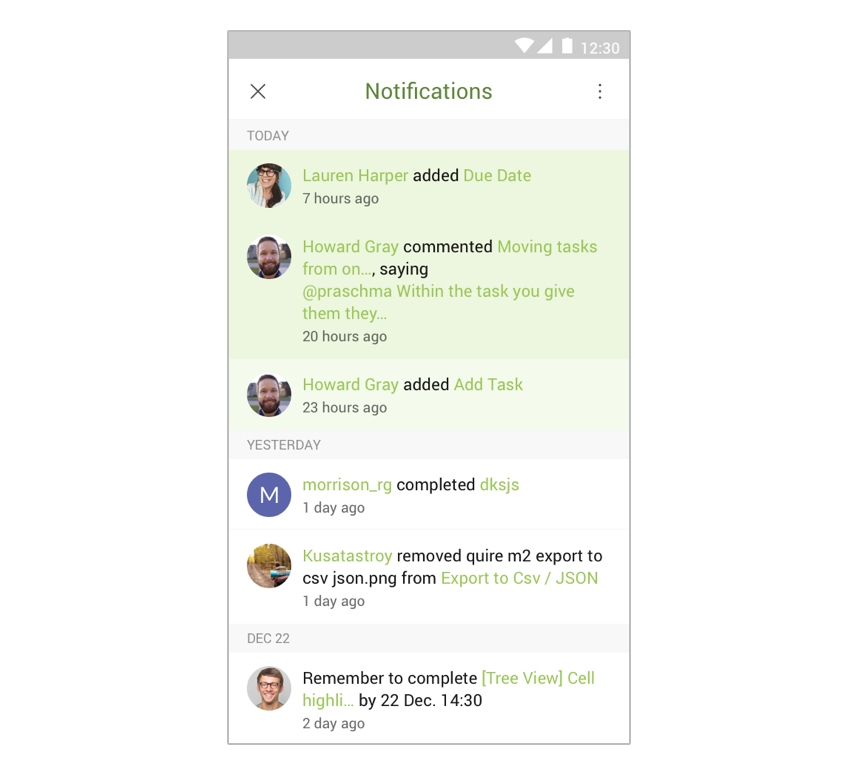 12:30
Notifications
TODAY
Lauren Harper added Due Date
7 hours ago
Howard Gray commented Moving tasks
from on..., saying
@praschma Within the task you give
them they...
20 hours ago
Howard Gray added Add Task
23 hours ago
YESTERDAY
M
morrison_rg completed dksjs
1 day ago
Kusatastroy removed quire m2 export to
csv json.png from Export to Csv / JSON
1 day ago
DEC 22
Remember to complete [Tree View] Cell
highli... by 22 Dec. 14:30
2 day ago